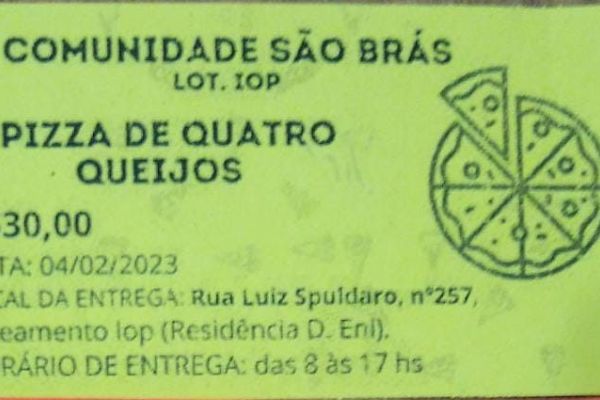 COMUNIDADE SÃO BRÁS
LOT. IOP
PIZZA DE QUATRO
QUEIJOS
30,00
TA: 04/02/2023
CAL DA ENTREGA: Rua Luiz Spuldaro, nº257,
eamento Iop (Residência D. Eni).
RÁRIO DE ENTREGA: das 8 às 17 hs